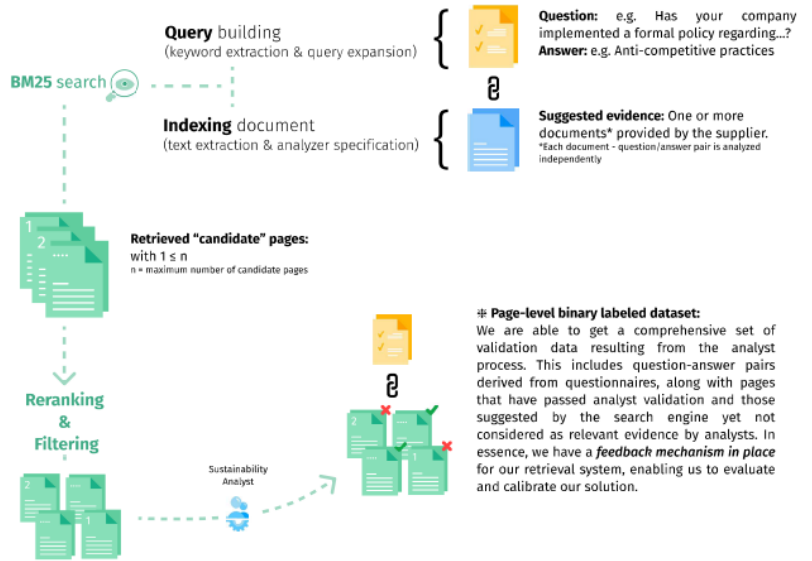 Query building
(keyword extraction & query expansion)
Question: e.g. Has your company
implemented a formal policy regarding...?
Answer: e.g. Anti-competitive practices
BM25 search
Indexing document
(text extraction & analyzer specification)
Suggested evidence: One or more
documents* provided by the supplier.
*Each document - question/answer pair is analyzed
independently
1
2
Retrieved “candidate” pages:
with 1 ≤ n
n = maximum number of candidate pages
Reranking
&
Filtering
2
1
Sustainability
Analyst
2
1
⁜ Page-level binary labeled dataset:
We are able to get a comprehensive set of
validation data resulting from the analyst
process. This includes question-answer pairs
derived from questionnaires, along with pages
that have passed analyst validation and those
suggested by the search engine yet not
considered as relevant evidence by analysts. In
essence, we have a feedback mechanism in place
for our retrieval system, enabling us to evaluate
and calibrate our solution.